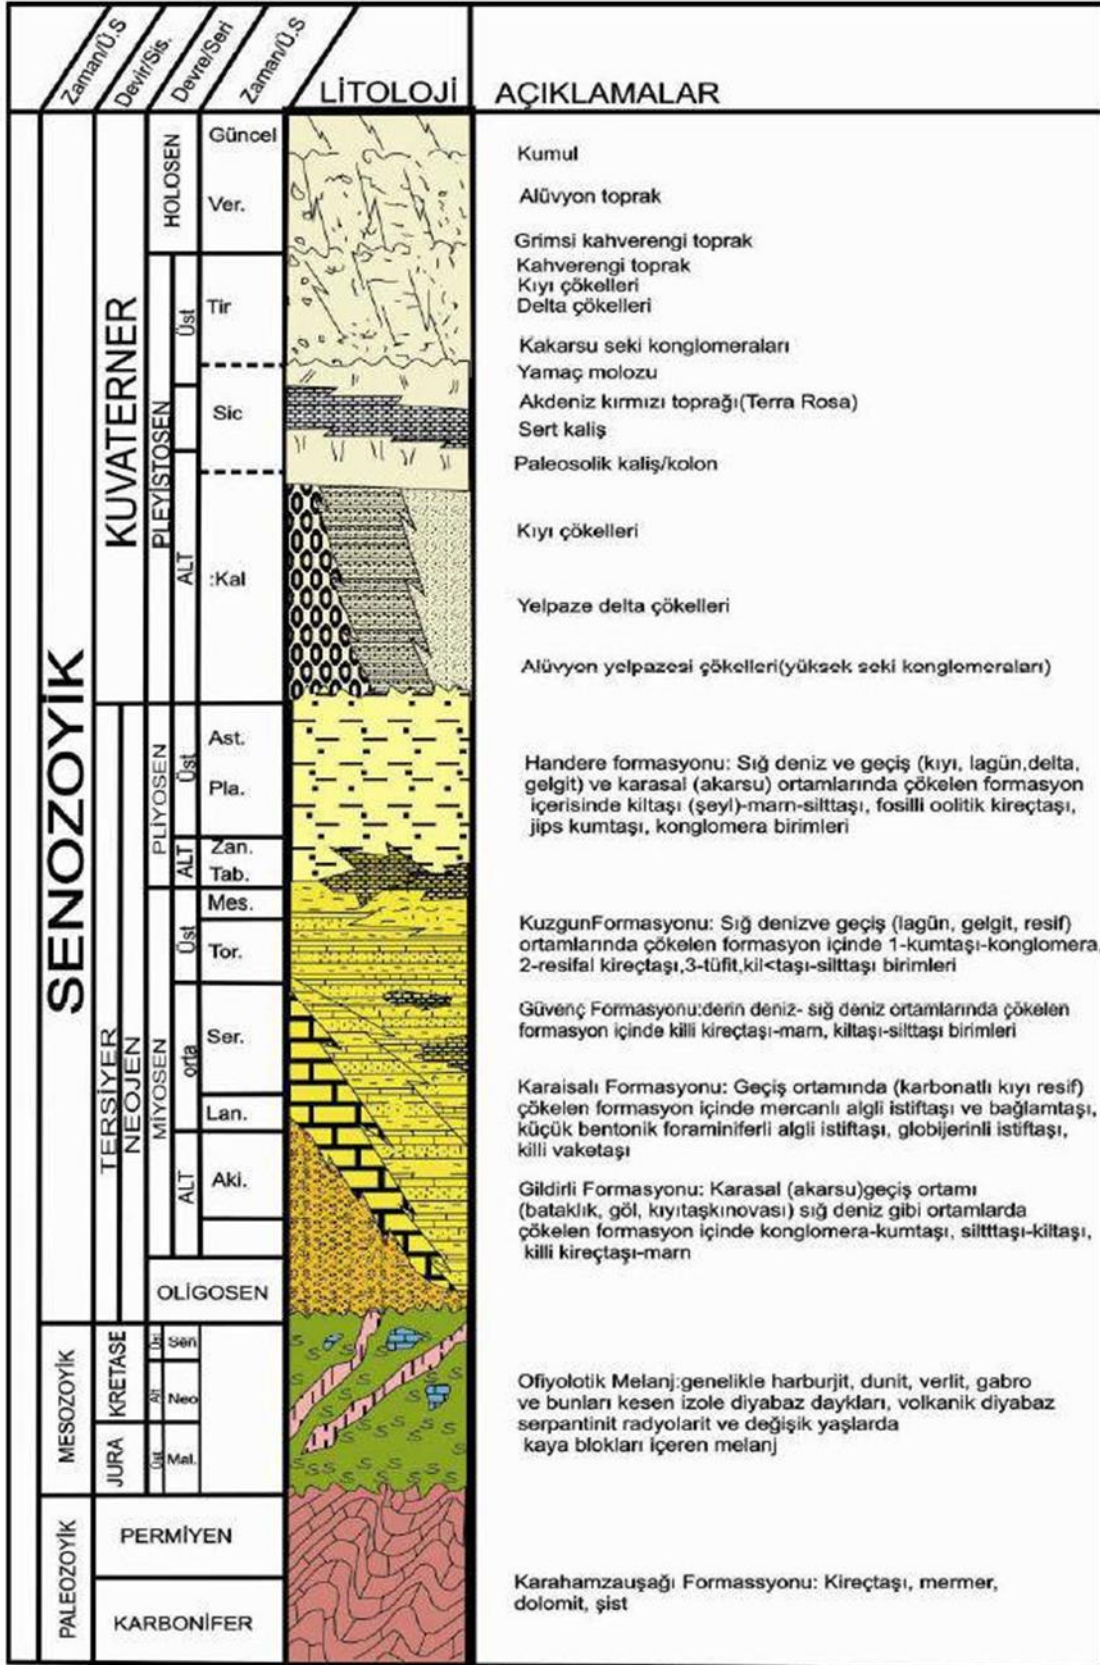 Zaman/Ü.S
Devir/Sis.
Devre/Seri
Zaman/Ü.S
LİTOLOJİ
AÇIKLAMALAR
SENOZOYİK
KUVATERNER
HOLOSEN
Güncel
Ver.
Kumul
Alüvyon toprak
Grimsi kahverengi toprak
PLEYİSTOSEN
Üst
Tir
Kahverengi toprak
Kıyı çökelleri
Delta çökelleri
Kakarsu seki konglomeraları
Yamaç molozu
Sic
Akdeniz kırmızı toprağı(Terra Rosa)
Sert kaliş
Paleosolik kaliş/kolon
ALT
:Kal
Kıyı çökelleri
Yelpaze delta çökelleri
Alüvyon yelpazesi çökelleri(yüksek seki konglomeraları)
TERSİYER
NEOJEN
PLİYOSEN
Üst
Ast.
Pla.
ALT
Zan.
Tab.
Handere formasyonu: Sığ deniz ve geçiş (kıyı, lagün,delta,
gelgit) ve karasal (akarsu) ortamlarında çökelen formasyon
içerisinde kiltaşı (şeyl)-marn-silttaşı, fosilli oolitik kireçtaşı,
jips kumtaşı, konglomera birimleri
MİYOSEN
Üst
Mes.
Tor.
KuzgunFormasyonu: Sığ denizve geçiş (lagün, gelgit, resif)
ortamlarında çökelen formasyon içinde 1-kumtaşı-konglomera,
2-resifal kireçtaşı,3-tüfit,kil<taşı-silttaşı birimleri
orta
Ser.
Lan.
Güvenç Formasyonu:derin deniz- sığ deniz ortamlarında çökelen
formasyon içinde killi kireçtaşı-marn, kiltaşı-silttaşı birimleri
Karaisalı Formasyonu: Geçiş ortamında (karbonatlı kıyı resif)
çökelen formasyon içinde mercanlı algli istiftaşı ve bağlamtaşı,
küçük bentonik foraminiferli algli istiftaşı, globijerinli istiftaşı,
killi vaketaşı
ALT
Aki.
Gildirli Formasyonu: Karasal (akarsu)geçiş ortamı
(bataklık, göl, kıyıtaşkınovası) sığ deniz gibi ortamlarda
çökelen formasyon içinde konglomera-kumtaşı, siltttaşı-kiltaşı,
killi kireçtaşı-marn
OLİGOSEN
MESOZOYİK
KRETASE
Üst
Sen
Alt
Neo
JURA
Üst
Mal.
Ofiyolotik Melanj:genelikle harburjit, dunit, verlit, gabro
ve bunları kesen izole diyabaz daykları, volkanik diyabaz
serpantinit radyolarit ve değişik yaşlarda
kaya blokları içeren melanj
PALEOZOYİK
PERMİYEN
KARBONİFER
Karahamzauşağı Formassyonu: Kireçtaşı, mermer,
dolomit, şist